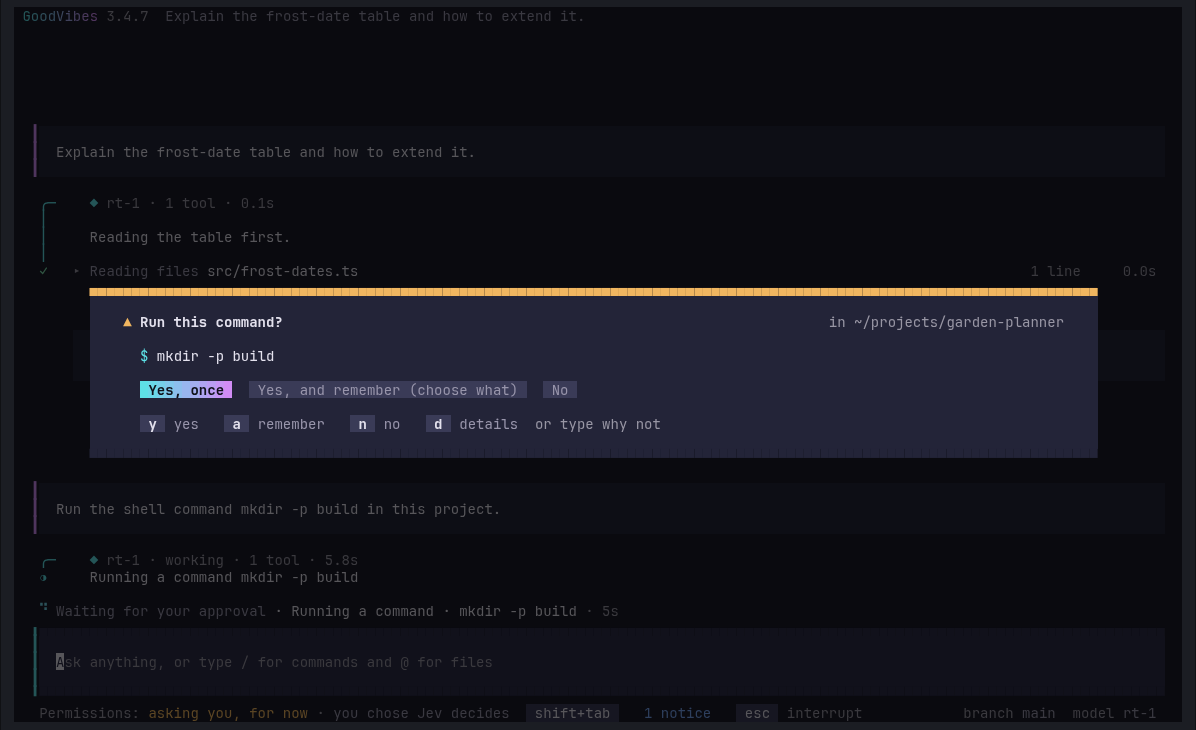 GoodVibes 3.4.7  Explain the frost-date table and how to extend it.
Explain the frost-date table and how to extend it.
◆ rt-1 · 1 tool · 0.1s
Reading the table first.
✓ ▸ Reading files src/frost-dates.ts 1 line 0.0s
▲ Run this command? in ~/projects/garden-planner
$ mkdir -p build
Yes, once  Yes, and remember (choose what)  No
y yes  a remember  n no  d details  or type why not
Run the shell command mkdir -p build in this project.
◆ rt-1 · working · 1 tool · 5.8s
Running a command mkdir -p build
Waiting for your approval · Running a command · mkdir -p build · 5s
Ask anything, or type / for commands and @ for files
Permissions: asking you, for now · you chose Jev decides  shift+tab  1 notice  esc interrupt  branch main  model rt-1